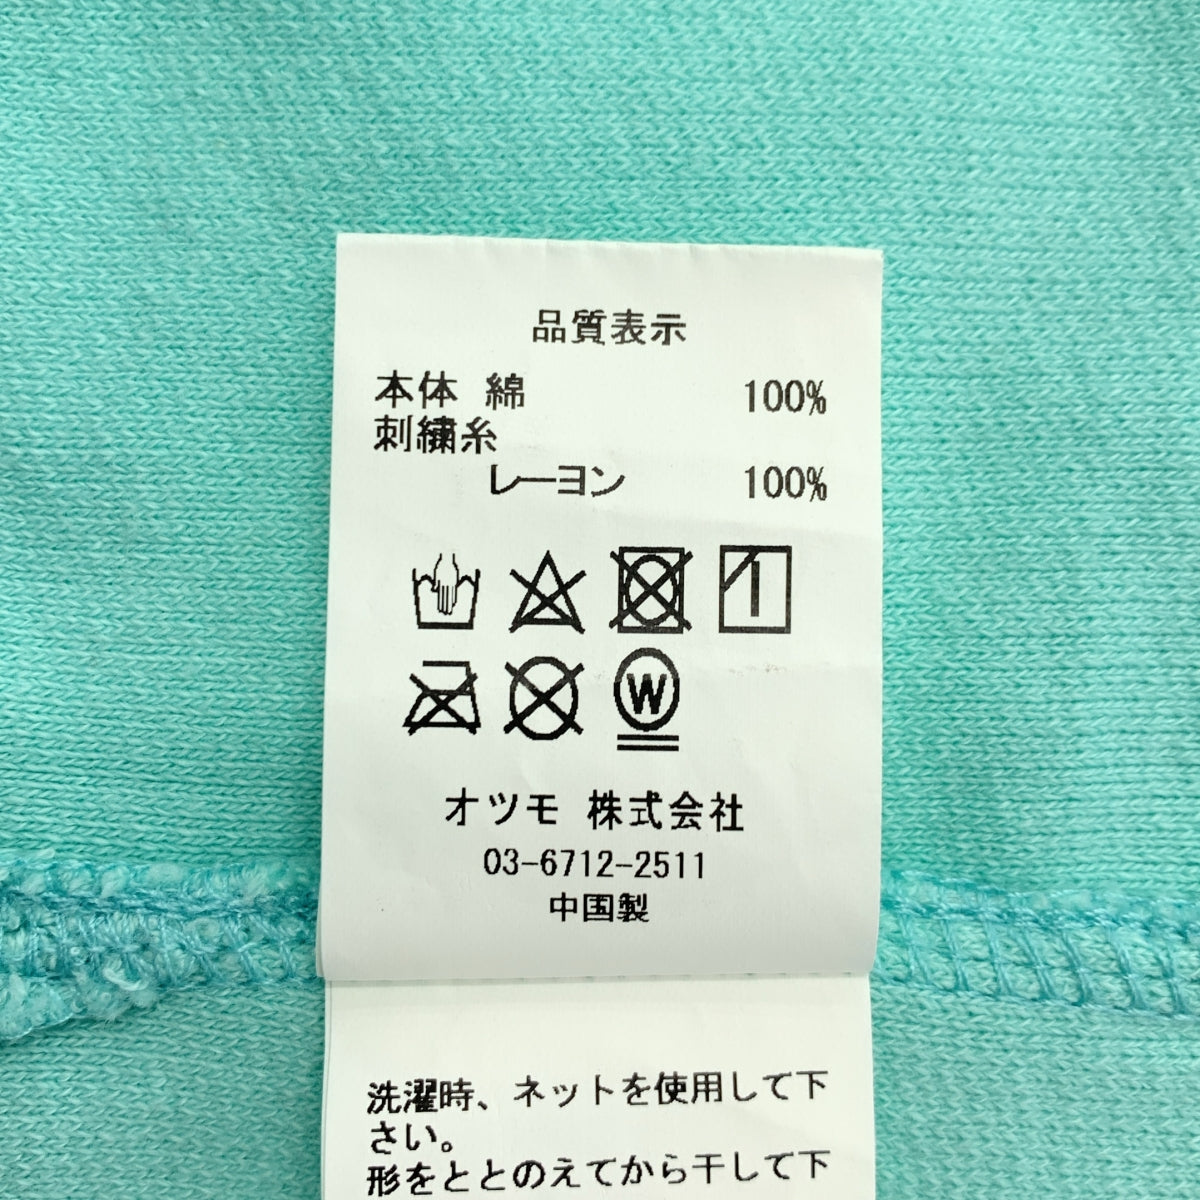 品質表示
本体 綿 100%
刺繍糸
レーヨン 100%
W
オツモ 株式会社
03-6712-2511
中国製
洗濯時、ネットを使用して下
さい。
形をととのえてから干して下